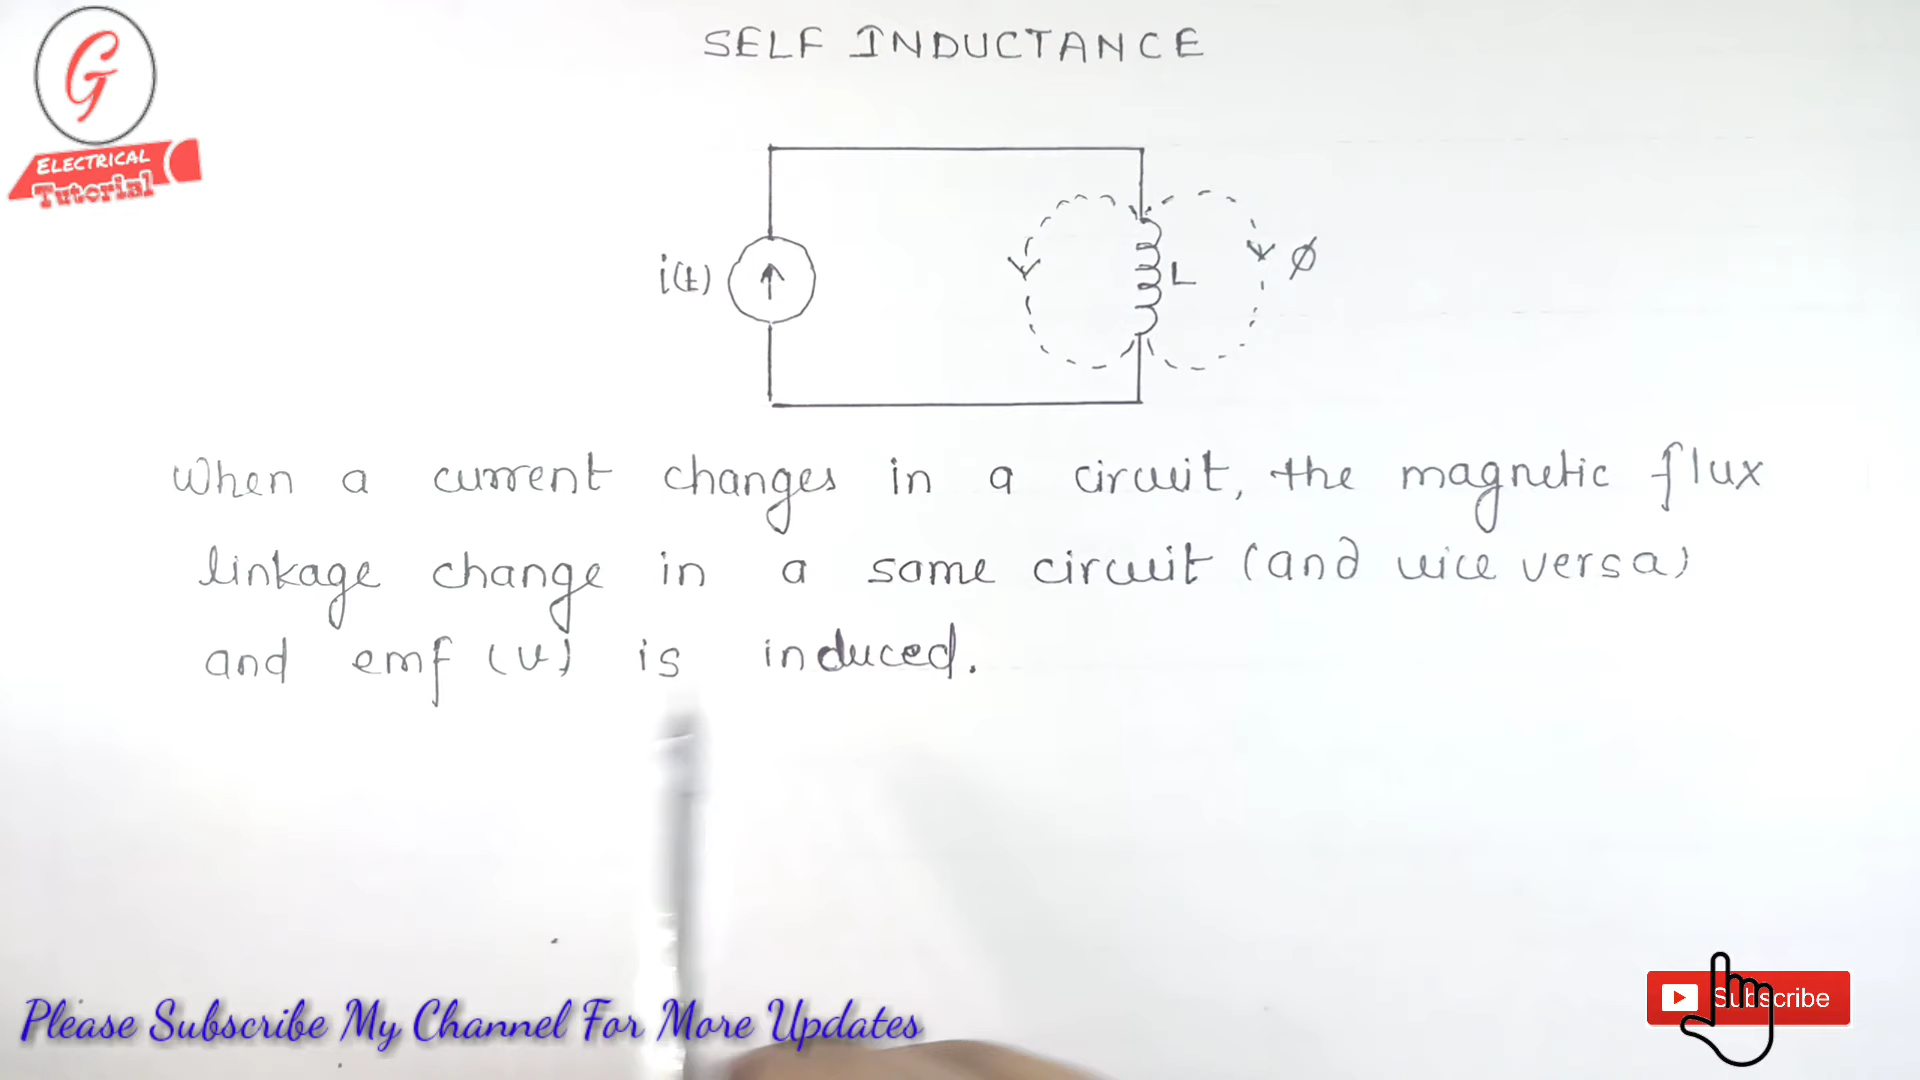 SELF INDUCTANCE
G
ELECTRICAL
Tutorial
i(t)
L
ϕ
When a current changes in a circuit, the magnetic flux
linkage change in a same circuit (and vice versa)
and emf (v) is induced.
Please Subscribe My Channel For More Updates
Subscribe